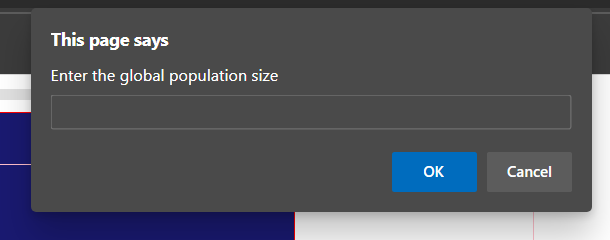 This page says
Enter the global population size
OK
Cancel